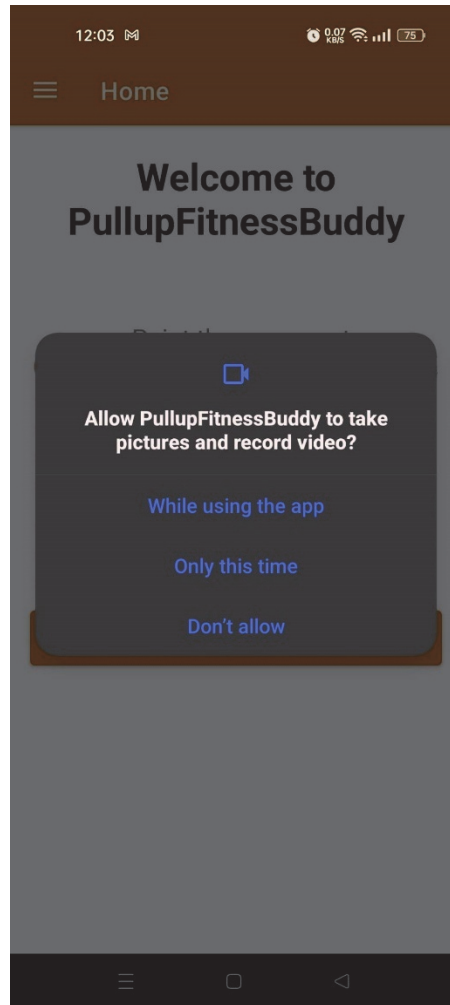 12:03
0.07
KB/S
75
Home
Welcome to
PullupFitnessBuddy
Allow PullupFitnessBuddy to take
pictures and record video?
While using the app
Only this time
Don't allow